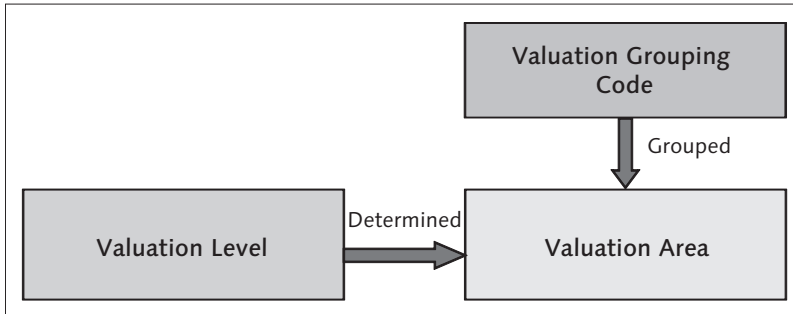 Valuation Grouping
Code
Grouped
Determined
Valuation Level
Valuation Area